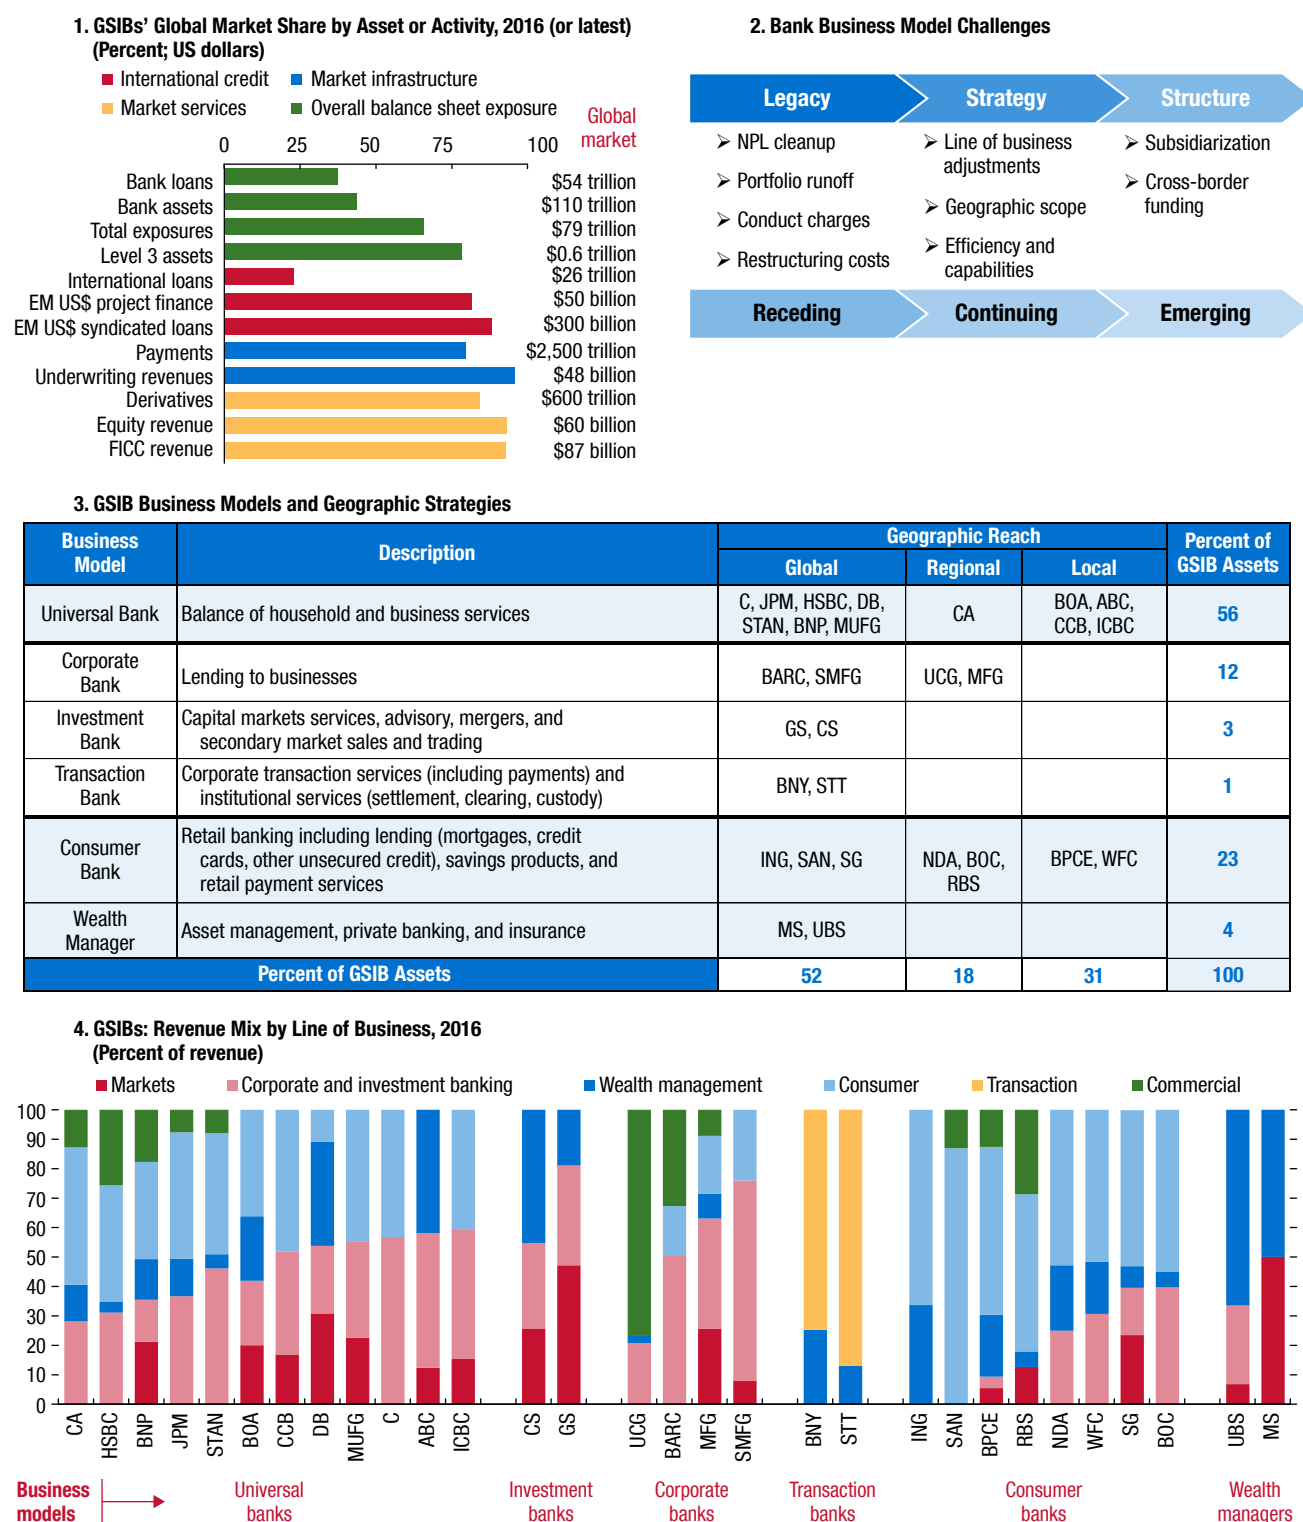 1. GSIBs’ Global Market Share by Asset or Activity, 2016 (or latest)
(Percent; US dollars)
International credit
Market infrastructure
Market services
Overall balance sheet exposure
Global
market
0 25 50 75 100
Bank loans $54 trillion
Bank assets $110 trillion
Total exposures $79 trillion
Level 3 assets $0.6 trillion
International loans $26 trillion
EM US$ project finance $50 billion
EM US$ syndicated loans $300 billion
Payments $2,500 trillion
Underwriting revenues $48 billion
Derivatives $600 trillion
Equity revenue $60 billion
FICC revenue $87 billion
2. Bank Business Model Challenges
Legacy
Strategy
Structure
➢ NPL cleanup
➢ Portfolio runoff
➢ Conduct charges
➢ Restructuring costs
➢ Line of business
adjustments
➢ Geographic scope
➢ Efficiency and
capabilities
➢ Subsidiarization
➢ Cross-border
funding
Receding
Continuing
Emerging
3. GSIB Business Models and Geographic Strategies
Business
Model
Description
Geographic Reach
Global
Regional
Local
Percent of
GSIB Assets
Universal Bank
Balance of household and business services
C, JPM, HSBC, DB,
STAN, BNP, MUFG
CA
BOA, ABC,
CCB, ICBC
56
Corporate
Bank
Lending to businesses
BARC, SMFG
UCG, MFG
12
Investment
Bank
Capital markets services, advisory, mergers, and
secondary market sales and trading
GS, CS
3
Transaction
Bank
Corporate transaction services (including payments) and
institutional services (settlement, clearing, custody)
BNY, STT
1
Consumer
Bank
Retail banking including lending (mortgages, credit
cards, other unsecured credit), savings products, and
retail payment services
ING, SAN, SG
NDA, BOC,
RBS
BPCE, WFC
23
Wealth
Manager
Asset management, private banking, and insurance
MS, UBS
4
Percent of GSIB Assets
52
18
31
100
4. GSIBs: Revenue Mix by Line of Business, 2016
(Percent of revenue)
Markets
Corporate and investment banking
Wealth management
Consumer
Transaction
Commercial
100
90
80
70
60
50
40
30
20
10
0
CA
HSBC
BNP
JPM
STAN
BOA
CCB
DB
MUFG
C
ABC
ICBC
CS
GS
UCG
BARC
MFG
SMFG
BNY
STT
ING
SAN
BPCE
RBS
NDA
WFC
SG
BOC
UBS
MS
Business
models
Universal
banks
Investment
banks
Corporate
banks
Transaction
banks
Consumer
banks
Wealth
managers